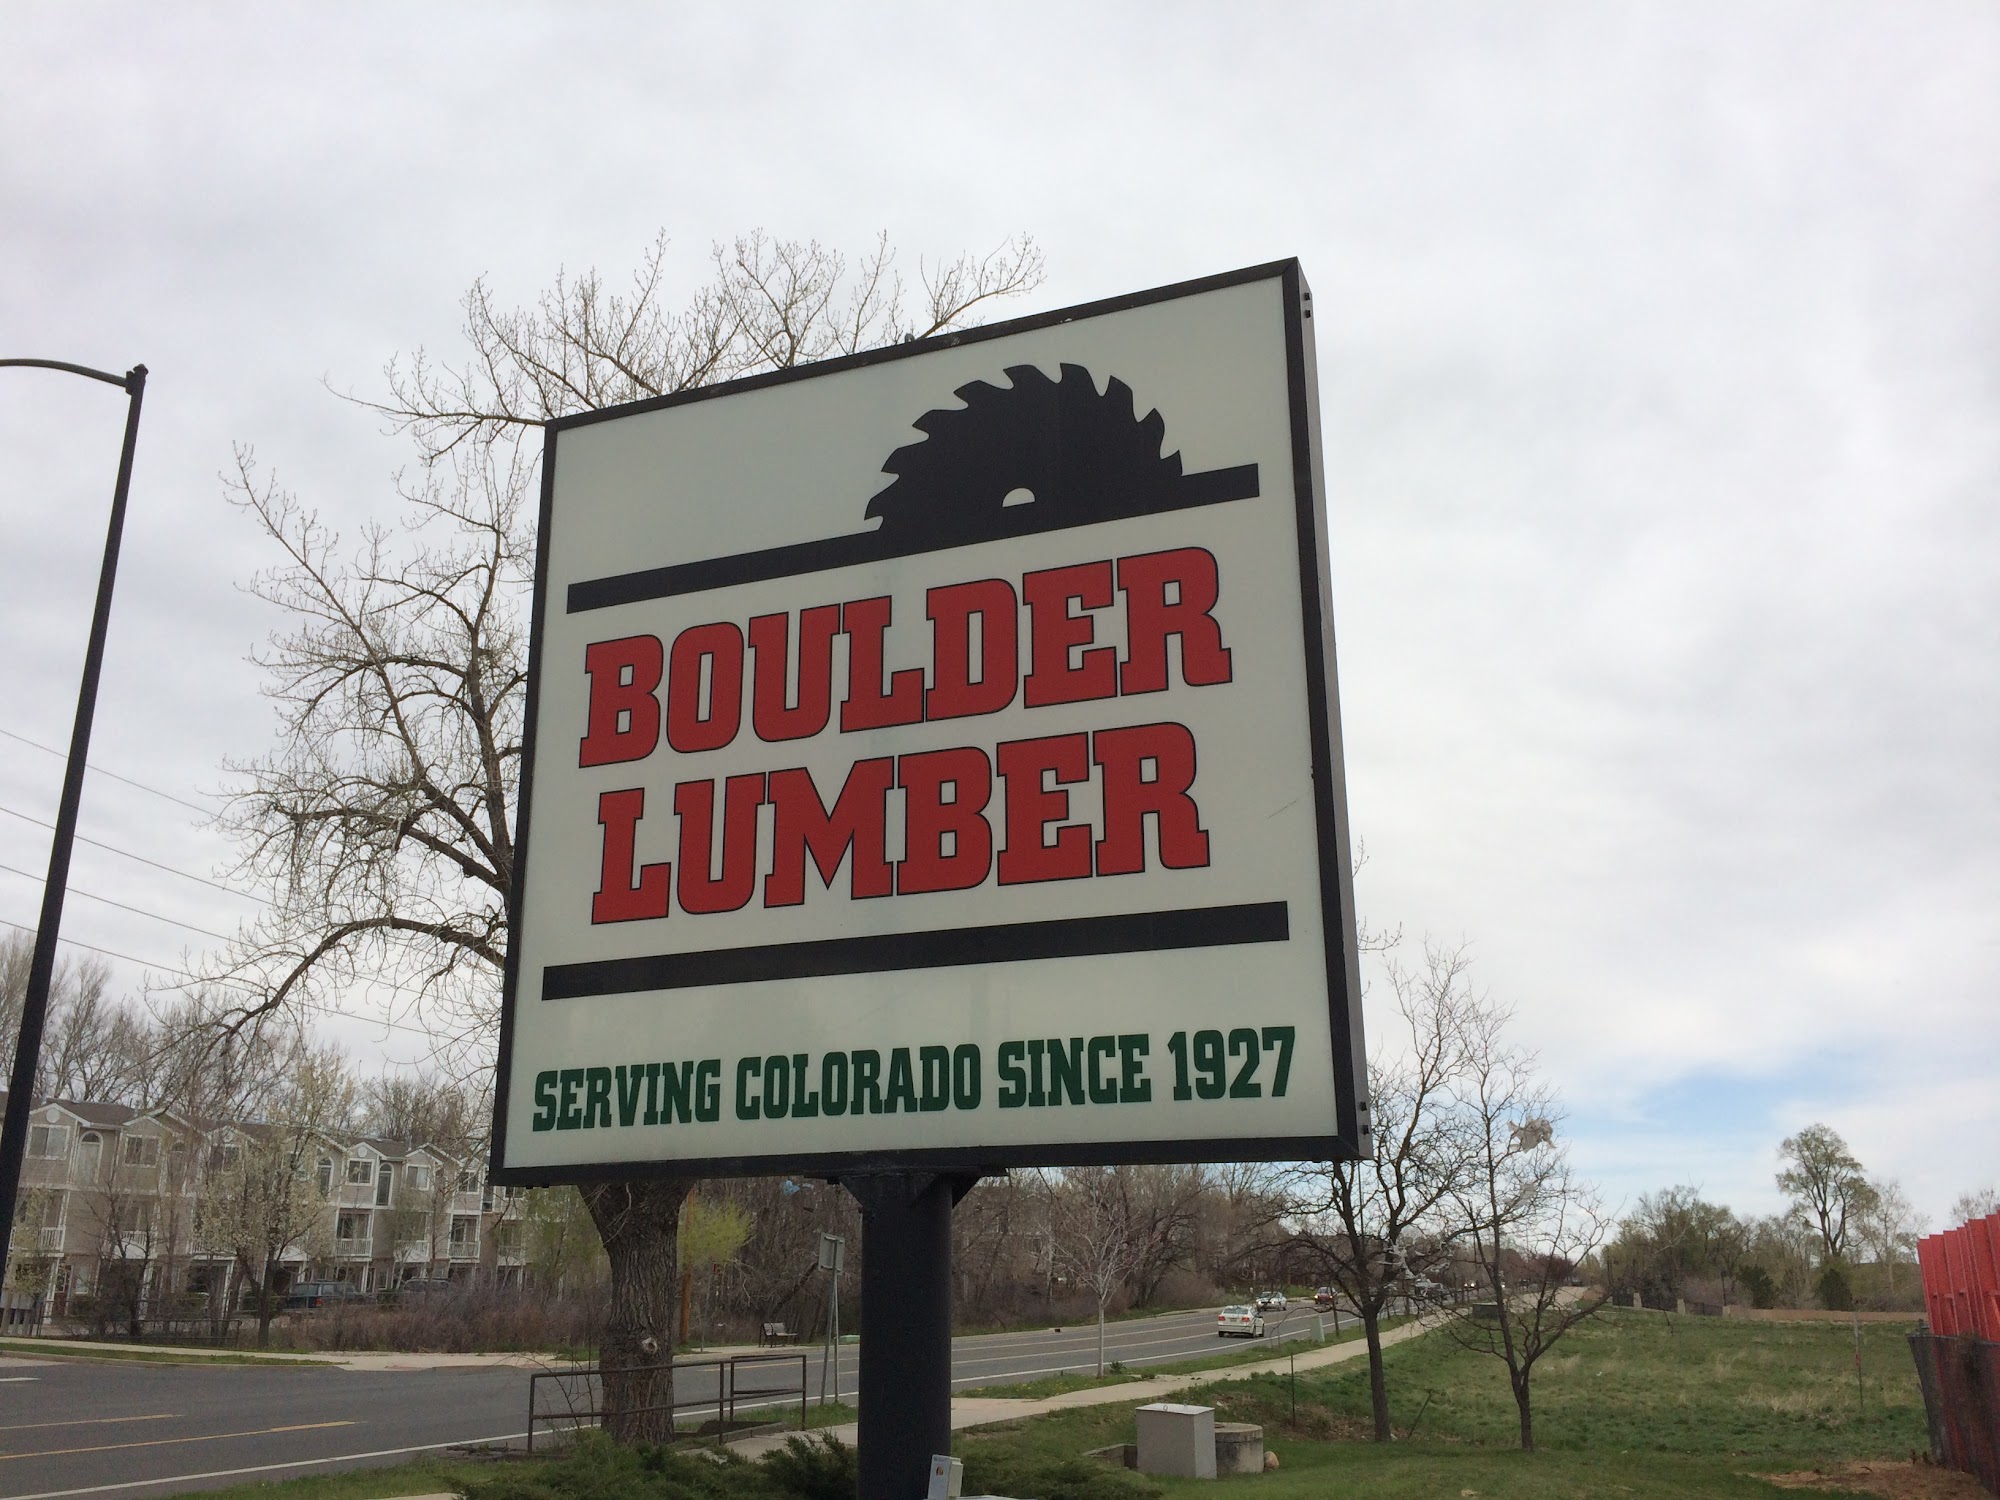 BOULDER
LUMBER
SERVING COLORADO SINCE 1927